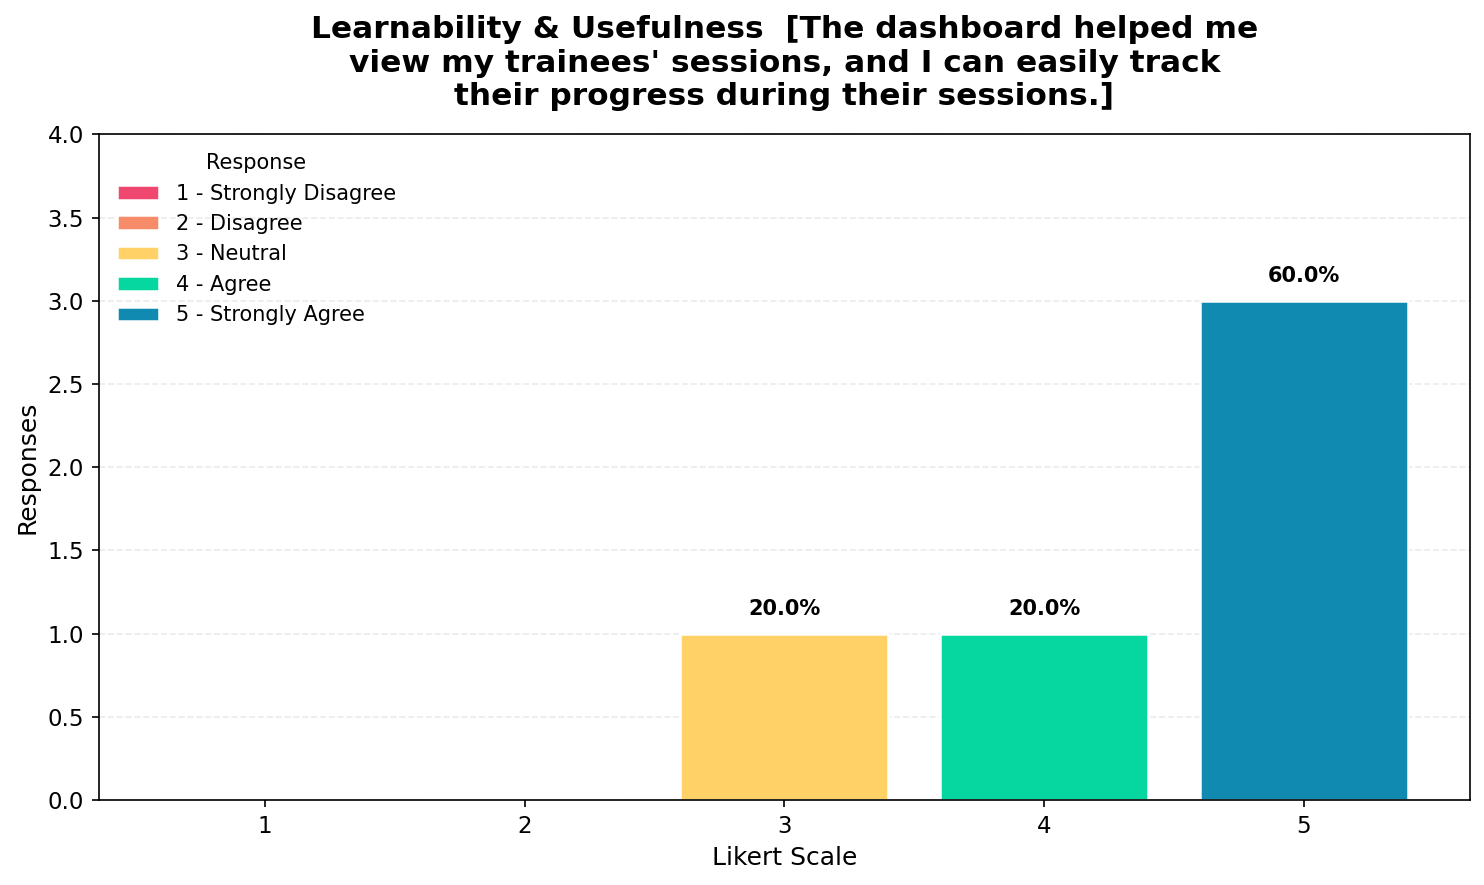 Learnability & Usefulness  [The dashboard helped me
view my trainees' sessions, and I can easily track
their progress during their sessions.]
4.0
3.5
3.0
2.5
2.0
1.5
1.0
0.5
0.0
Responses
Response
1 - Strongly Disagree
2 - Disagree
3 - Neutral
4 - Agree
5 - Strongly Agree
20.0%
20.0%
60.0%
1
2
3
4
5
Likert Scale